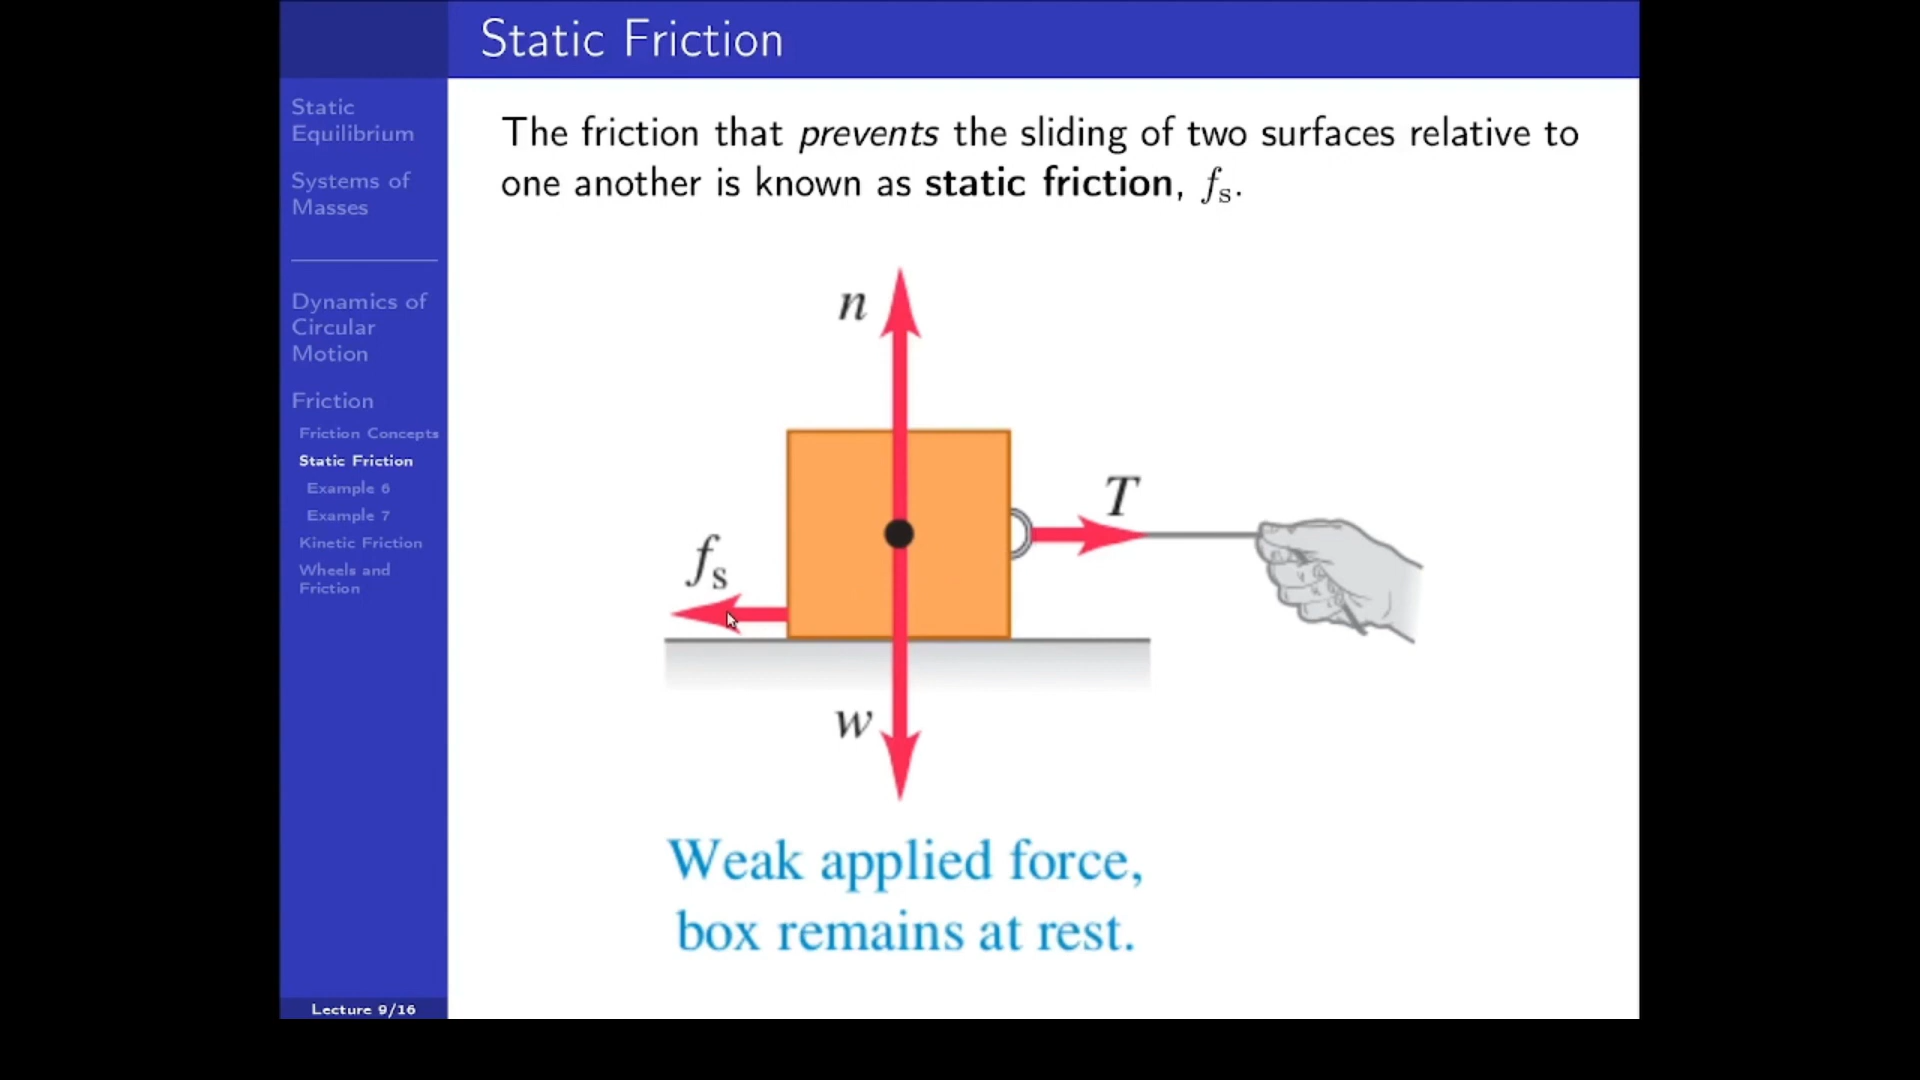 Static Friction
Static
Equilibrium
Systems of
Masses
Dynamics of
Circular
Motion
Friction
Friction Concepts
Static Friction
Example 6
Example 7
Kinetic Friction
Wheels and
Friction
Lecture 9/16
The friction that prevents the sliding of two surfaces relative to
one another is known as static friction, fs.
n
T
fs
w
Weak applied force,
box remains at rest.